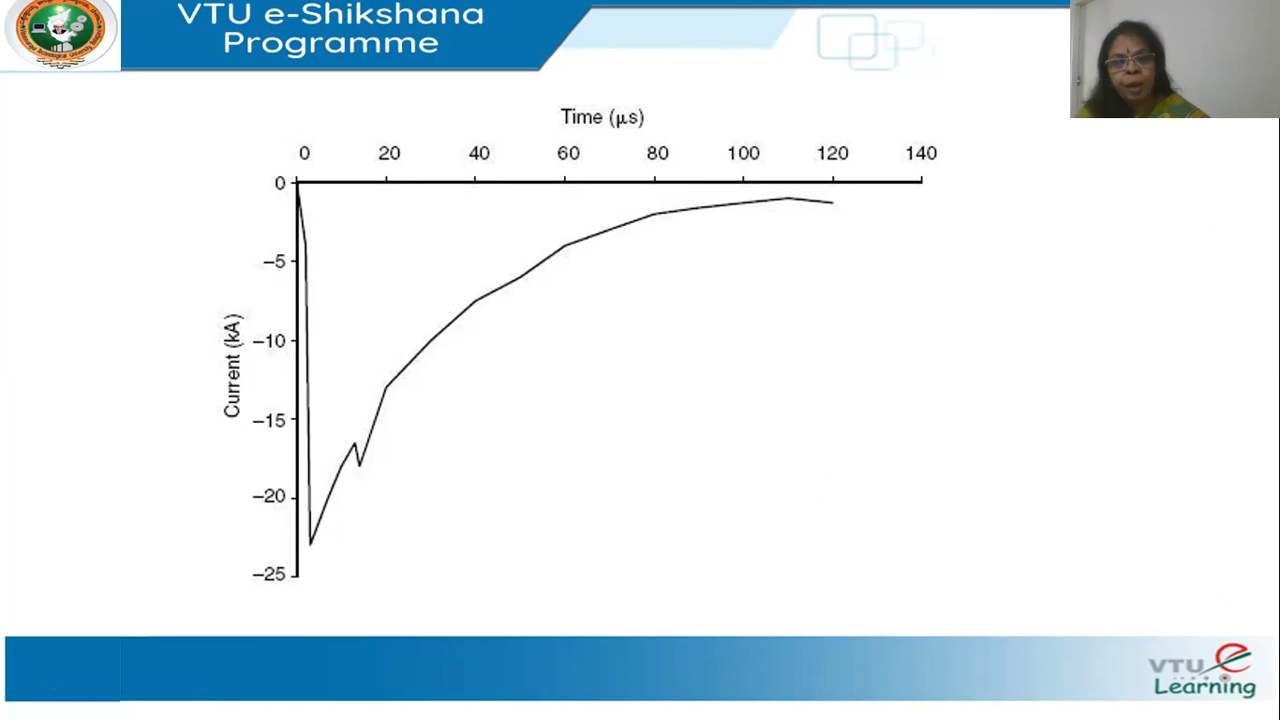 VTU e-Shikshana
Programme
Time (μs)
0 20 40 60 80 100 120 140
0
–5
–10
–15
–20
–25
Current (kA)
VTU e
Learning